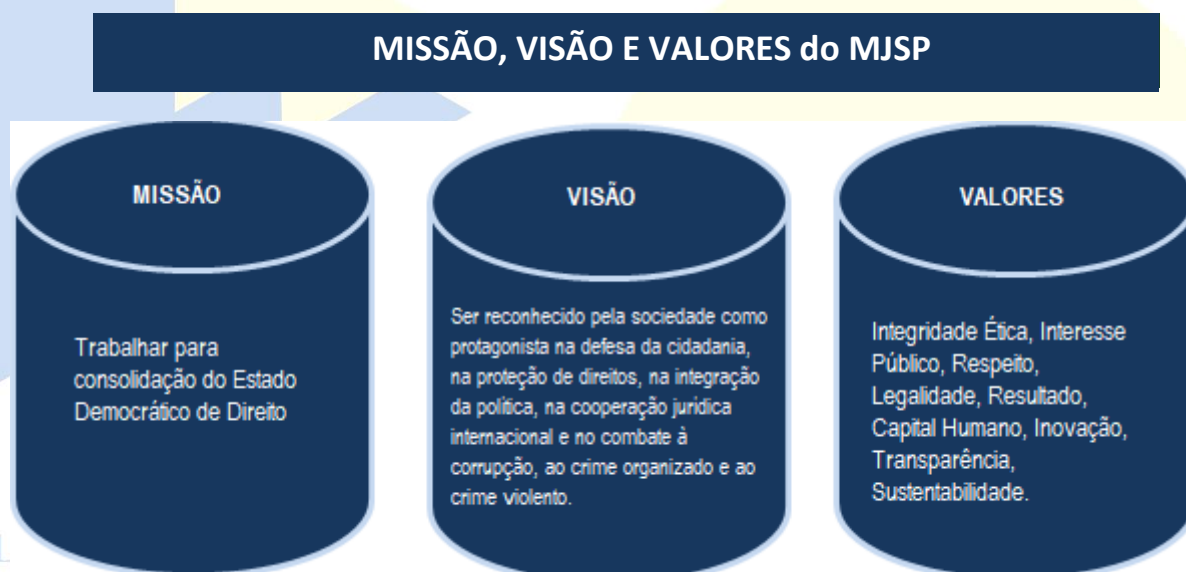 MISSÃO, VISÃO E VALORES do MJSP
MISSÃO
Trabalhar para
consolidação do Estado
Democrático de Direito
VISÃO
Ser reconhecido pela sociedade como
protagonista na defesa da cidadania,
na proteção de direitos, na integração
da política, na cooperação jurídica
internacional e no combate à
corrupção, ao crime organizado e ao
crime violento.
VALORES
Integridade Ética, Interesse
Público, Respeito,
Legalidade, Resultado,
Capital Humano, Inovação,
Transparência,
Sustentabilidade.